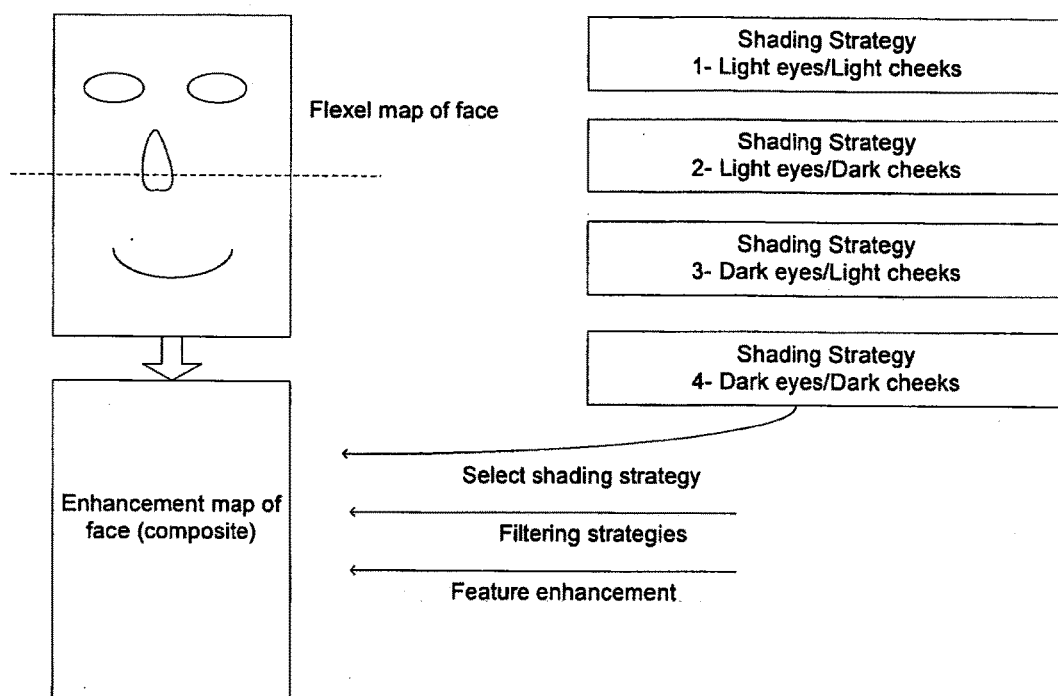 Flexel map of face
Shading Strategy
1- Light eyes/Light cheeks
Shading Strategy
2- Light eyes/Dark cheeks
Shading Strategy
3- Dark eyes/Light cheeks
Shading Strategy
4- Dark eyes/Dark cheeks
Select shading strategy
Filtering strategies
Feature enhancement
Enhancement map of
face (composite)